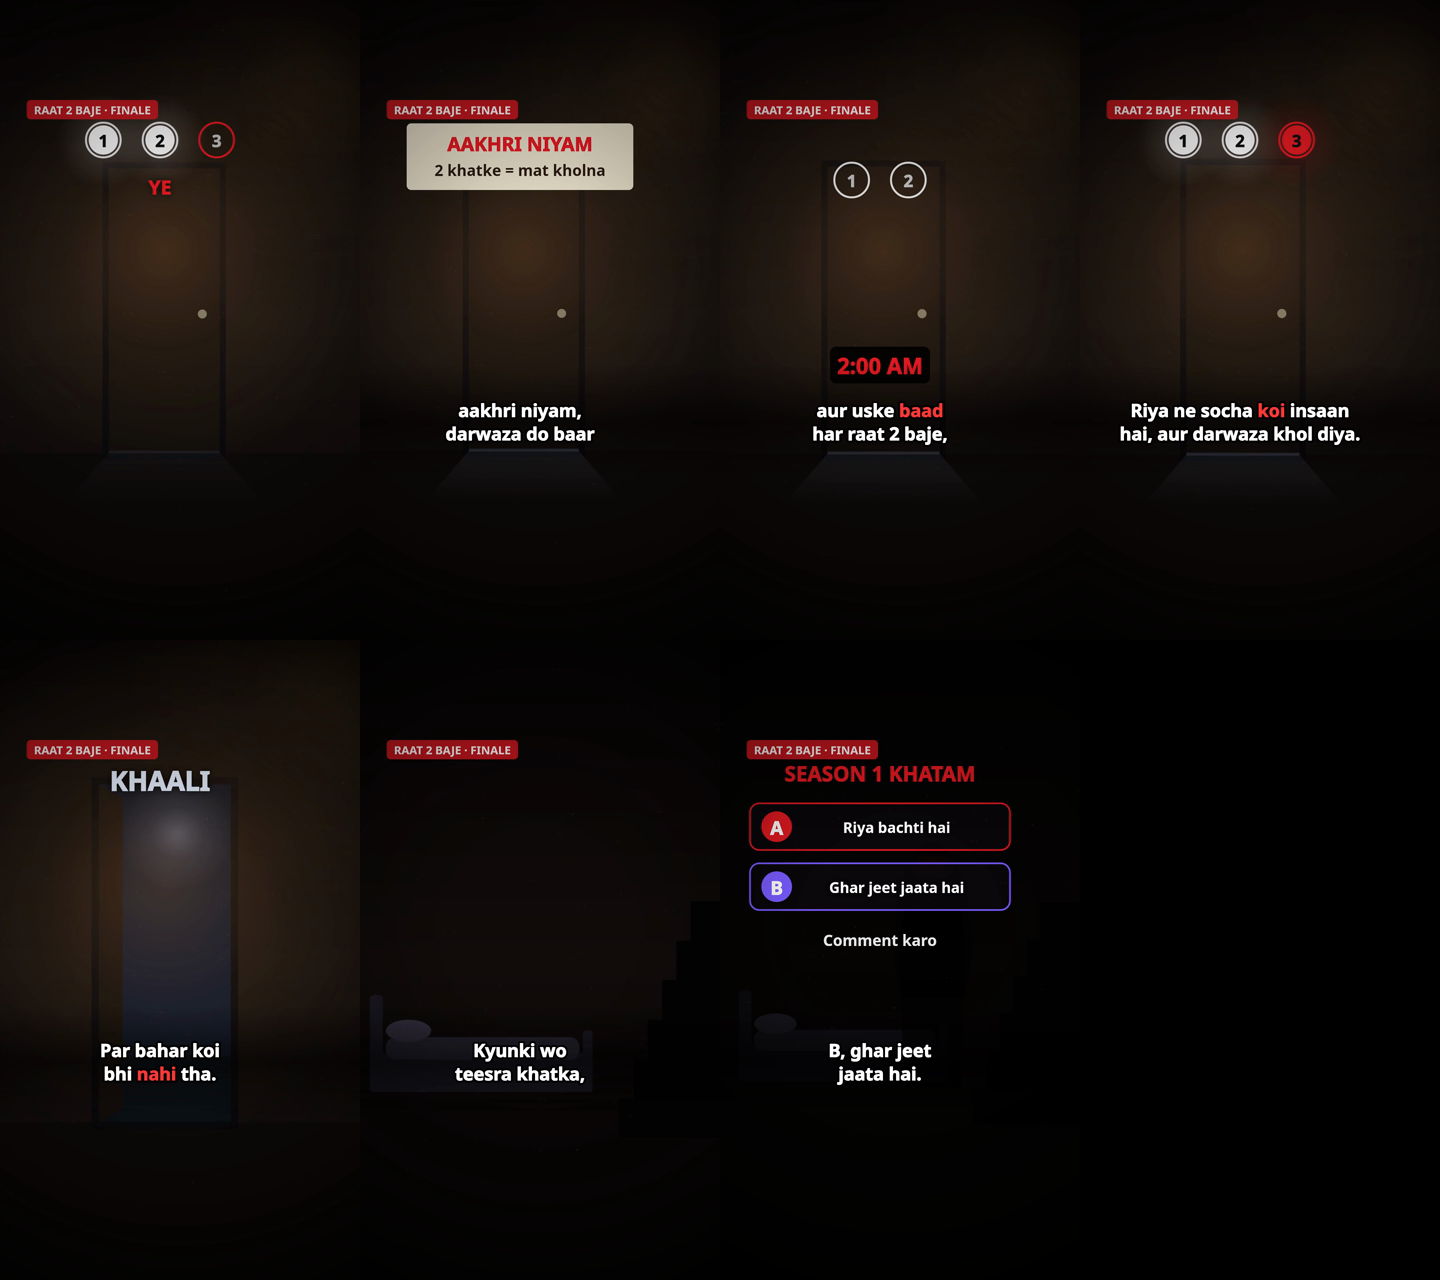 RAAT 2 BAJE · FINALE
1 2 3
YE
RAAT 2 BAJE · FINALE
AAKHRI NIYAM
2 khatke = mat kholna
aakhri niyam,
darwaza do baar
RAAT 2 BAJE · FINALE
1 2
2:00 AM
aur uske baad
har raat 2 baje,
RAAT 2 BAJE · FINALE
1 2 3
Riya ne socha koi insaan
hai, aur darwaza khol diya.
RAAT 2 BAJE · FINALE
KHAALI
Par bahar koi
bhi nahi tha.
RAAT 2 BAJE · FINALE
Kyunki wo
teesra khatka,
RAAT 2 BAJE · FINALE
SEASON 1 KHATAM
A Riya bachti hai
B Ghar jeet jaata hai
Comment karo
B, ghar jeet
jaata hai.